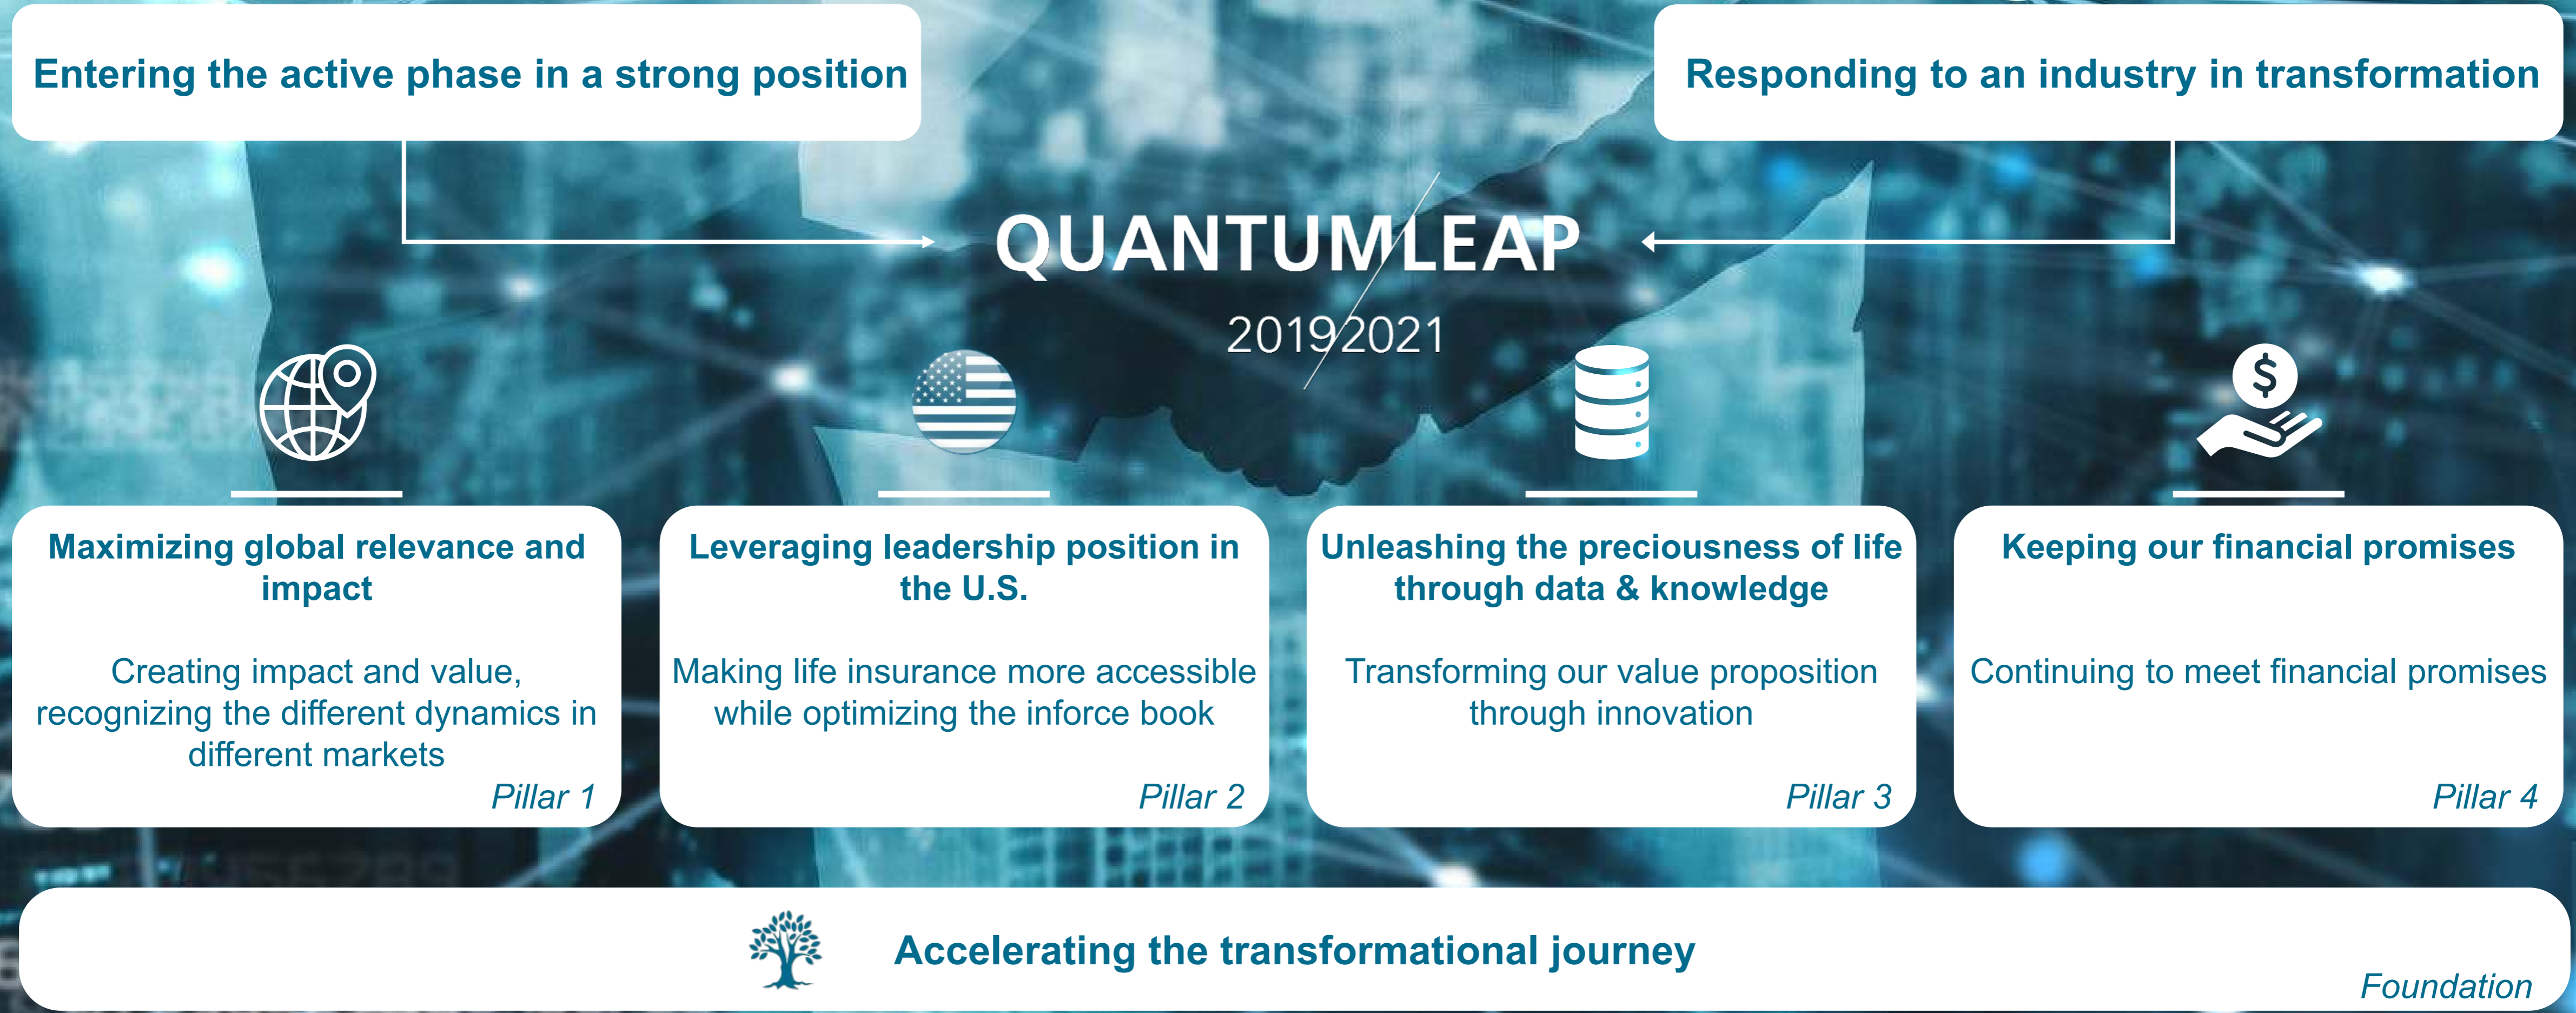 Entering the active phase in a strong position
Responding to an industry in transformation
QUANTUM/LEAP
2019/2021
Maximizing global relevance and
impact
Creating impact and value,
recognizing the different dynamics in
different markets
Pillar 1
Leveraging leadership position in
the U.S.
Making life insurance more accessible
while optimizing the inforce book
Pillar 2
Unleashing the preciousness of life
through data & knowledge
Transforming our value proposition
through innovation
Pillar 3
Keeping our financial promises
Continuing to meet financial promises
Pillar 4
Accelerating the transformational journey
Foundation